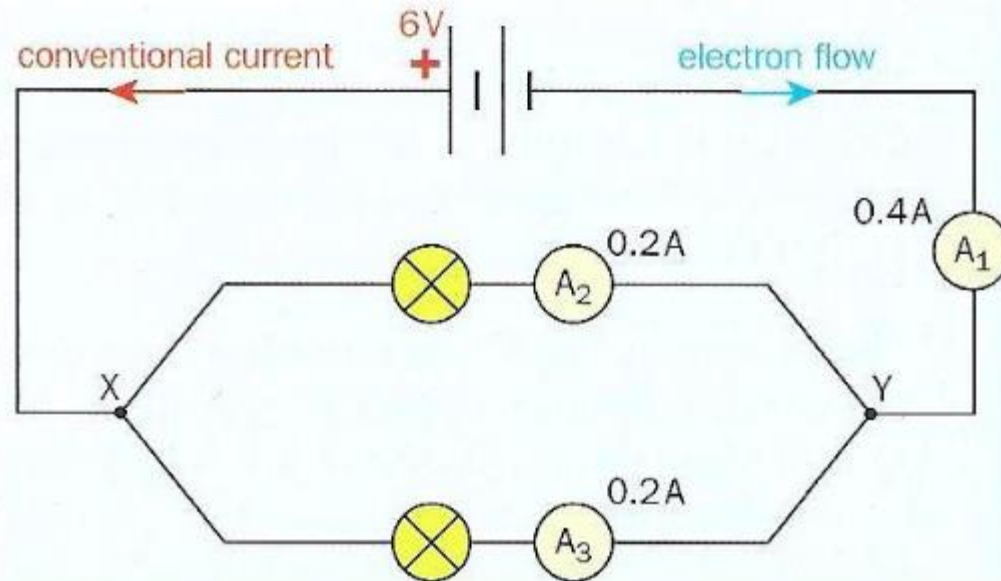 6V
conventional current
+
electron flow
0.4A
A₁
0.2A
A₂
X
Y
0.2A
A₃